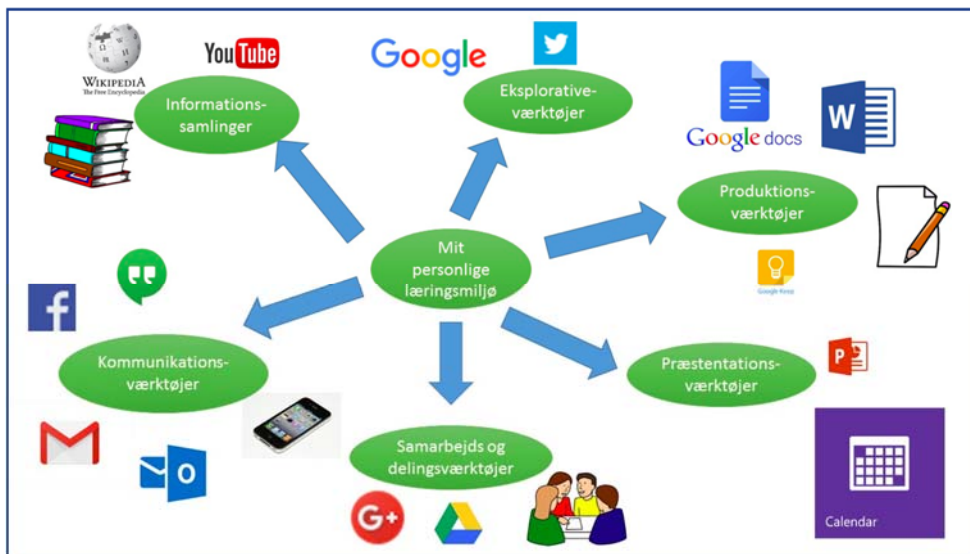 WIKIPEDIA
The Free Encyclopedia
YouTube
Informations-
samlinger
Google
Eksplorative-
værktøjer
Google docs
W
Produktions-
værktøjer
Google Keep
Mit
personlige
læringsmiljø
f
Kommunikations-
værktøjer
O
Samarbejds og
delingsværktøjer
G+
Præstentations-
værktøjer
P
Calendar